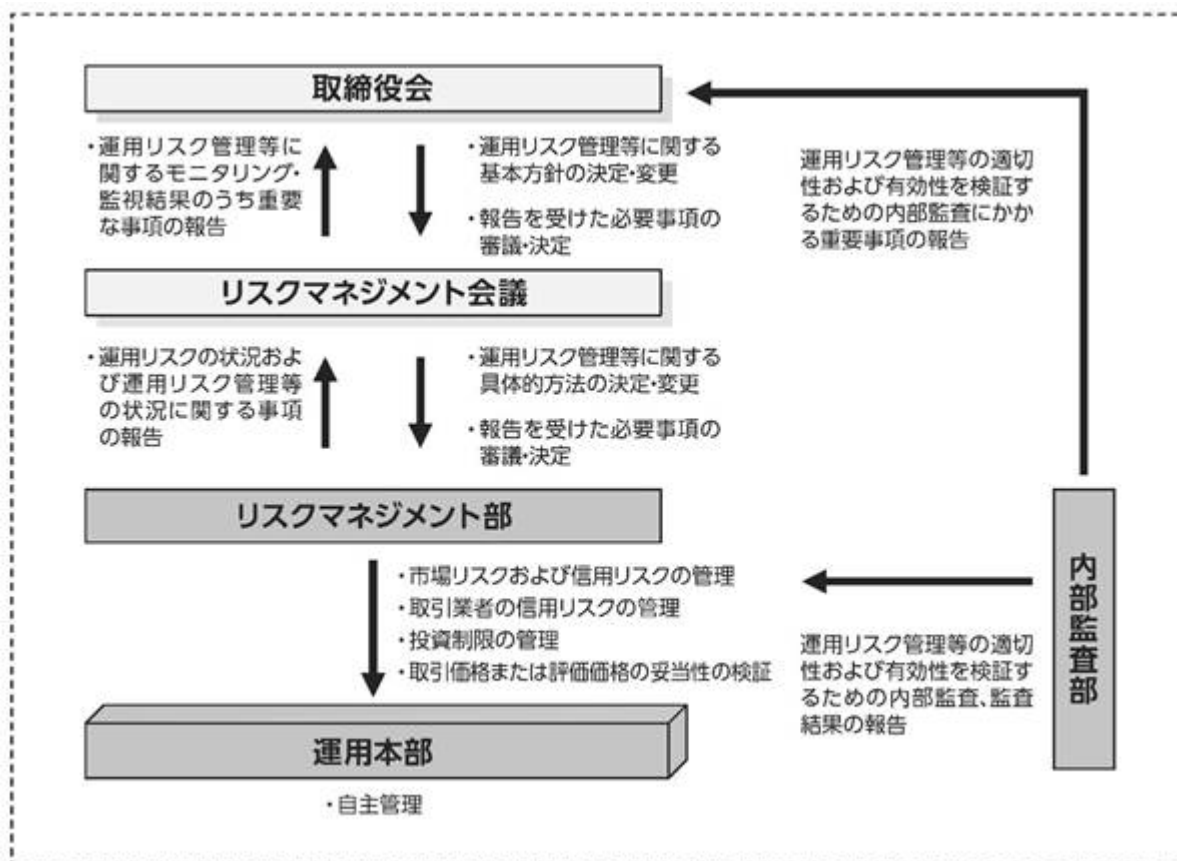 取締役会
・運用リスク管理等に
関するモニタリング・
監視結果のうち重要
な事項の報告
・運用リスク管理等に関する
基本方針の決定・変更
・報告を受けた必要事項の
審議・決定
運用リスク管理等の適切
性および有効性を検証す
るための内部監査にかか
る重要事項の報告
リスクマネジメント会議
・運用リスクの状況およ
び運用リスク管理等
の状況に関する事項
の報告
・運用リスク管理等に関する
具体的方法の決定・変更
・報告を受けた必要事項の
審議・決定
リスクマネジメント部
・市場リスクおよび信用リスクの管理
・取引業者の信用リスクの管理
・投資制限の管理
・取引価格または評価価格の妥当性の検証
運用リスク管理等の適切
性および有効性を検証す
るための内部監査、監査
結果の報告
内部監査部
運用本部
・自主管理